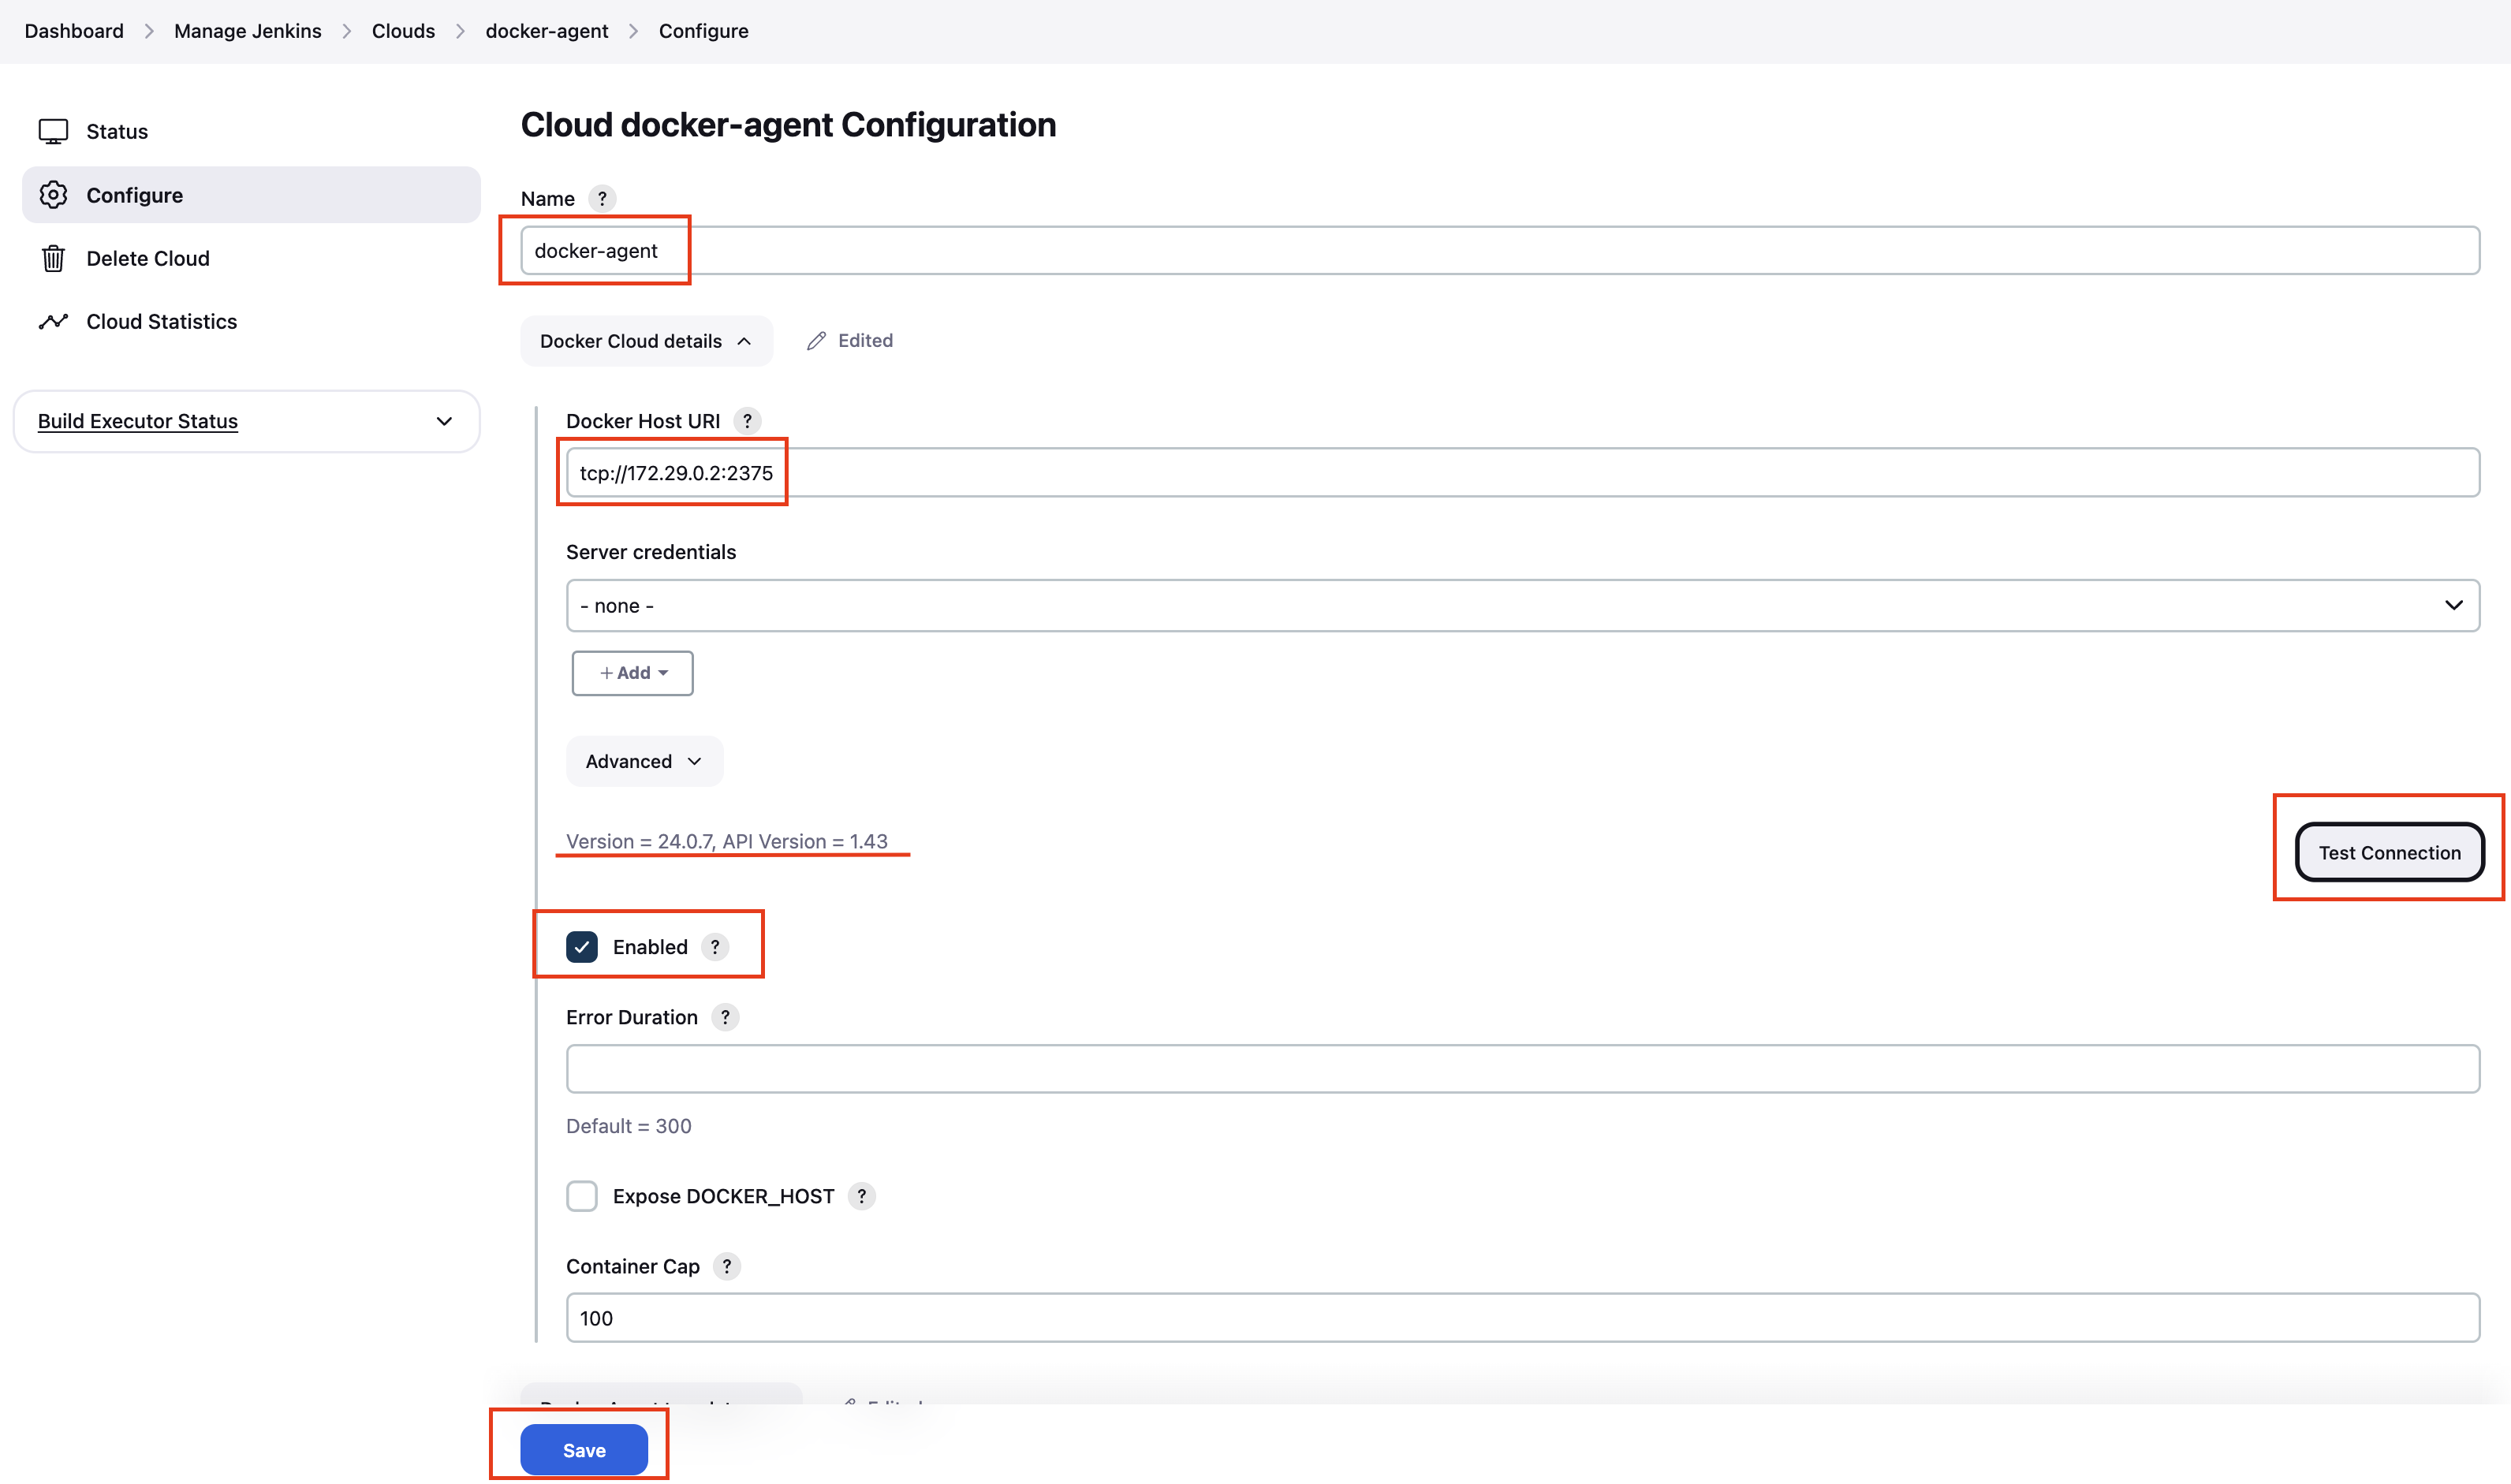 Dashboard > Manage Jenkins > Clouds > docker-agent > Configure
Status
Configure
Delete Cloud
Cloud Statistics
Build Executor Status
Cloud docker-agent Configuration
Name ?
docker-agent
Docker Cloud details
Edited
Docker Host URI ?
tcp://172.29.0.2:2375
Server credentials
- none -
+ Add
Advanced
Version = 24.0.7, API Version = 1.43
Test Connection
Enabled ?
Error Duration ?
Default = 300
Expose DOCKER_HOST ?
Container Cap ?
100
Edited
Save